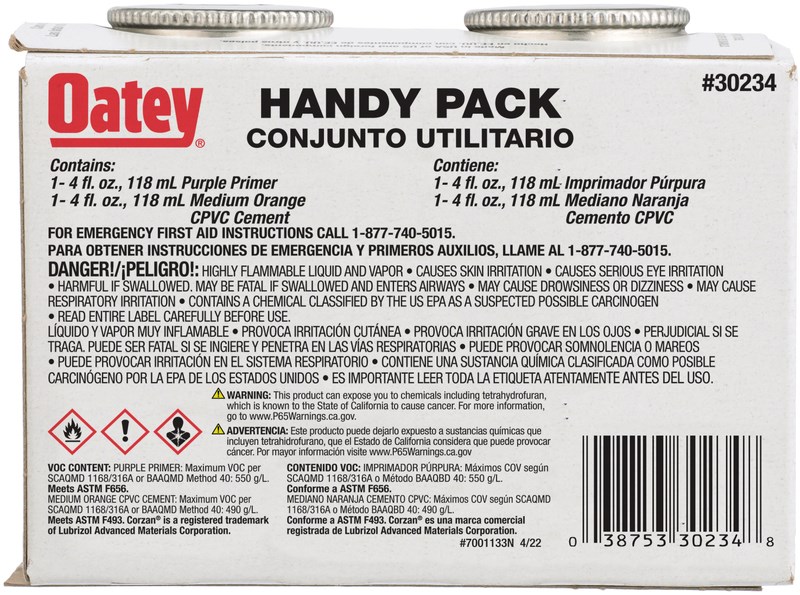 Oatey®
HANDY PACK
CONJUNTO UTILITARIO
#30234
Contains:
1- 4 fl. oz., 118 mL Purple Primer
1- 4 fl. oz., 118 mL Medium Orange
CPVC Cement
Contiene:
1- 4 fl. oz., 118 mL Imprimador Púrpura
1- 4 fl. oz., 118 mL Mediano Naranja
Cemento CPVC
FOR EMERGENCY FIRST AID INSTRUCTIONS CALL 1-877-740-5015.
PARA OBTENER INSTRUCCIONES DE EMERGENCIA Y PRIMEROS AUXILIOS, LLAME AL 1-877-740-5015.
DANGER!/¡PELIGRO!: HIGHLY FLAMMABLE LIQUID AND VAPOR • CAUSES SKIN IRRITATION • CAUSES SERIOUS EYE IRRITATION
• HARMFUL IF SWALLOWED. MAY BE FATAL IF SWALLOWED AND ENTERS AIRWAYS • MAY CAUSE DROWSINESS OR DIZZINESS • MAY CAUSE
RESPIRATORY IRRITATION • CONTAINS A CHEMICAL CLASSIFIED BY THE US EPA AS A SUSPECTED POSSIBLE CARCINOGEN
• READ ENTIRE LABEL CAREFULLY BEFORE USE.
LÍQUIDO Y VAPOR MUY INFLAMABLE • PROVOCA IRRITACIÓN CUTÁNEA • PROVOCA IRRITACIÓN GRAVE EN LOS OJOS • PERJUDICIAL SI SE
TRAGA. PUEDE SER FATAL SI SE INGIERE Y PENETRA EN LAS VÍAS RESPIRATORIAS • PUEDE PROVOCAR SOMNOLENCIA O MAREOS
• PUEDE PROVOCAR IRRITACIÓN EN EL SISTEMA RESPIRATORIO • CONTIENE UNA SUSTANCIA QUÍMICA CLASIFICADA COMO POSIBLE
CARCINÓGENO POR LA EPA DE LOS ESTADOS UNIDOS • ES IMPORTANTE LEER TODA LA ETIQUETA ATENTAMENTE ANTES DEL USO.
WARNING: This product can expose you to chemicals including tetrahydrofuran,
which is known to the State of California to cause cancer. For more information,
go to www.P65Warnings.ca.gov.
ADVERTENCIA: Este producto puede dejarlo expuesto a sustancias químicas que
incluyen tetrahidrofurano, que el Estado de California considera que puede provocar
cáncer. Por mayor información visite www.P65Warnings.ca.gov
VOC CONTENT: PURPLE PRIMER: Maximum VOC per
SCAQMD 1168/316A or BAAQMD Method 40: 550 g/L.
Meets ASTM F656.
MEDIUM ORANGE CPVC CEMENT: Maximum VOC per
SCAQMD 1168/316A or BAAQMD Method 40: 490 g/L.
Meets ASTM F493. Corzan® is a registered trademark
of Lubrizol Advanced Materials Corporation.
CONTENIDO VOC: IMPRIMADOR PÚRPURA: Máximos COV según
SCAQMD 1168/316A o Método BAAQBD 40: 550 g/L.
Conforme a ASTM F656.
MEDIANO NARANJA CEMENTO CPVC: Máximos COV según SCAQMD
1168/316A o Método BAAQBD 40: 490 g/L.
Conforme a ASTM F493. Corzan® es una marca comercial
registrada de Lubrizol Advanced Materials Corporation.
#7001133N 4/22
0 38753 30234 8